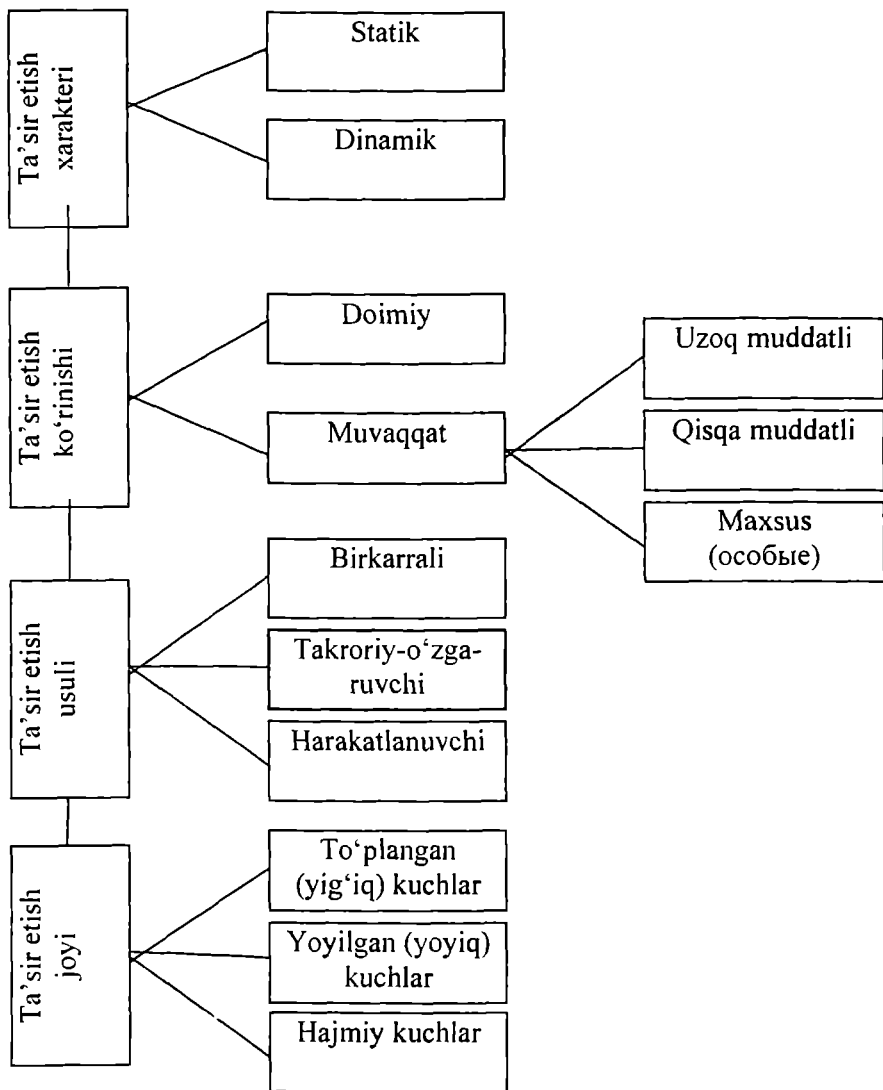 Ta’sir etish
xarakteri
Statik
Dinamik
Ta’sir etish
ko‘rinishi
Doimiy
Muvaqqat
Uzoq muddatli
Qisqa muddatli
Maxsus
(особые)
Ta’sir etish
usuli
Birkarrali
Takroriy-o‘zga-
ruvchi
Harakatlanuvchi
Ta’sir etish
joyi
To‘plangan
(yig‘iq) kuchlar
Yoyilgan (yoyiq)
kuchlar
Hajmiy kuchlar